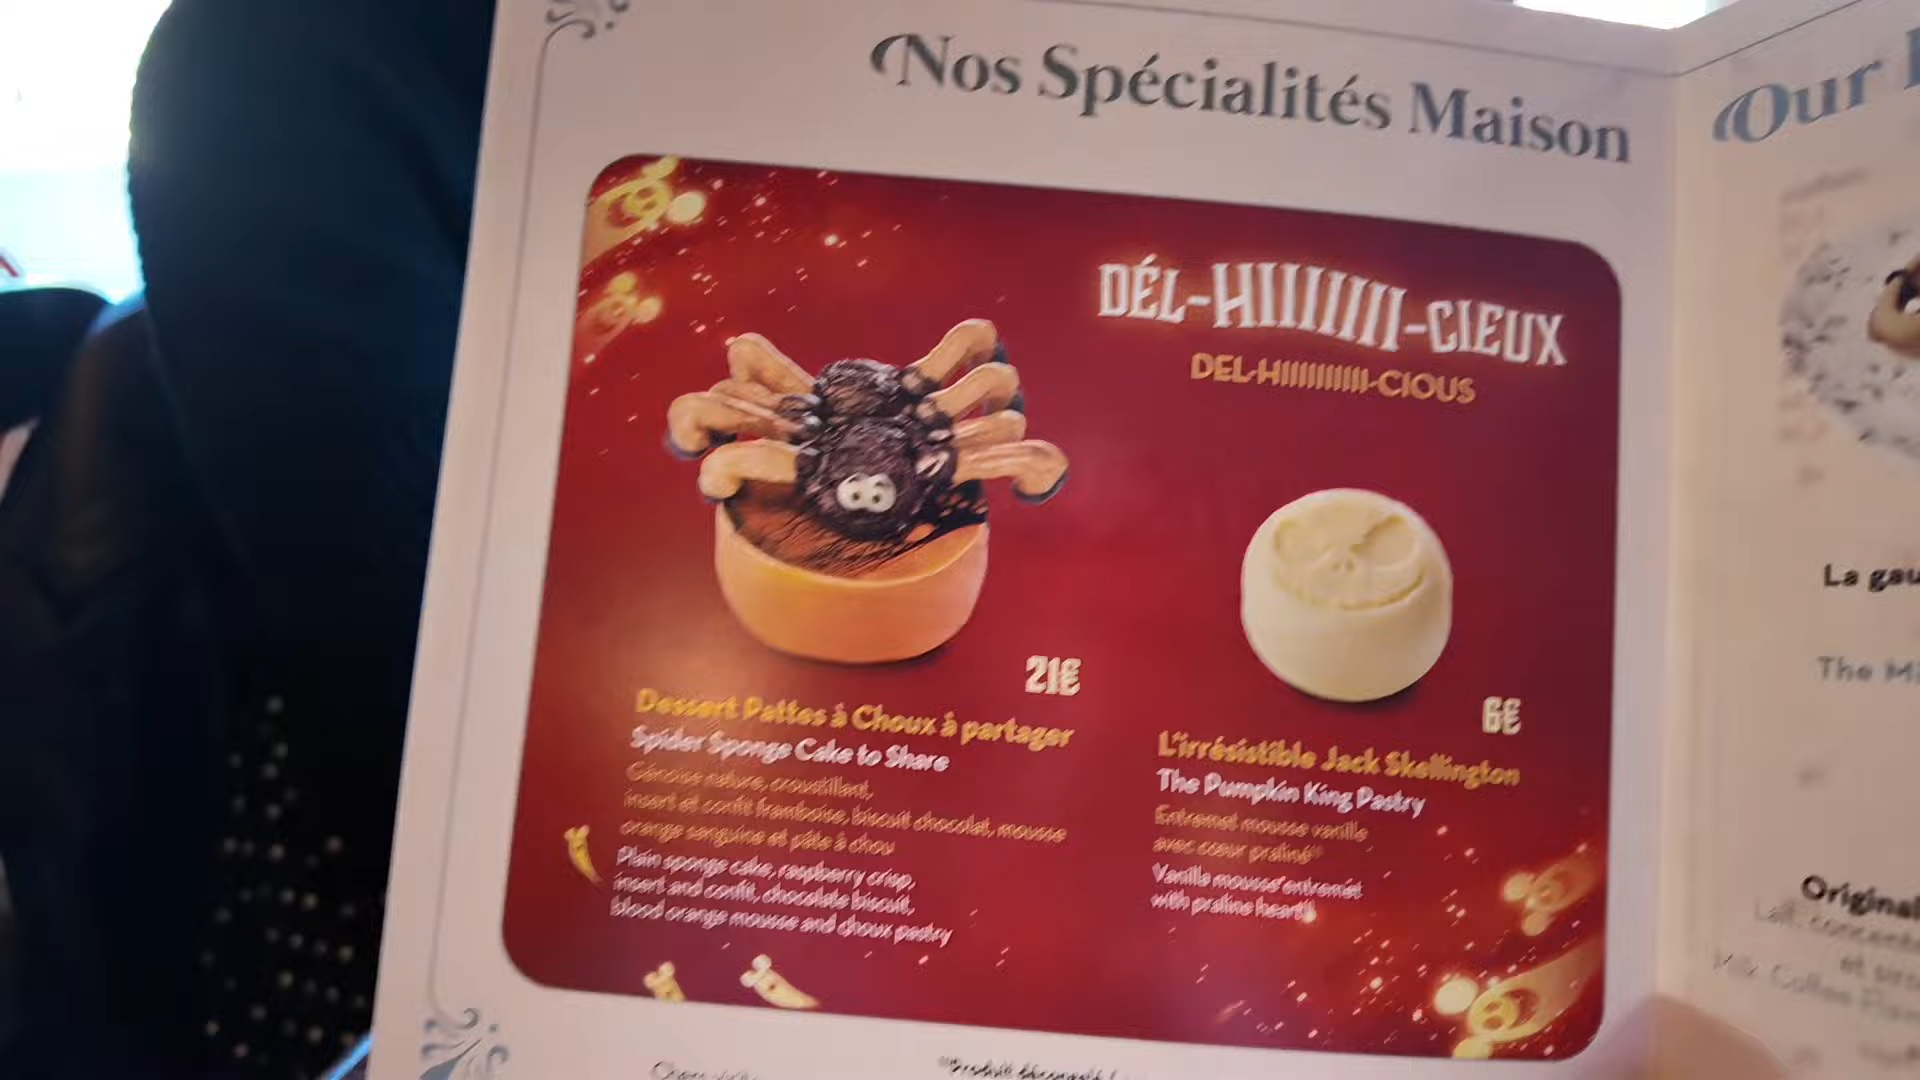 Nos Spécialités Maison
Our
DÉL-HIIIIIIII-CIEUX
DEL-HIIIIIIIIII-CIOUS
21€
Dessert Pattes à Choux à partager
Spider Sponge Cake to Share
Génoise nature, croustillant,
insert et confit framboise, biscuit chocolat, mousse
orange sanguine et pâte à chou
Plain sponge cake, raspberry crisp,
insert and confit, chocolate biscuit,
blood orange mousse and choux pastry
6€
L'irrésistible Jack Skellington
The Pumpkin King Pastry
Entremet mousse vanille
avec cœur praliné
Vanilla mousse entremet
with praline heart
La gau
The Mi
Original